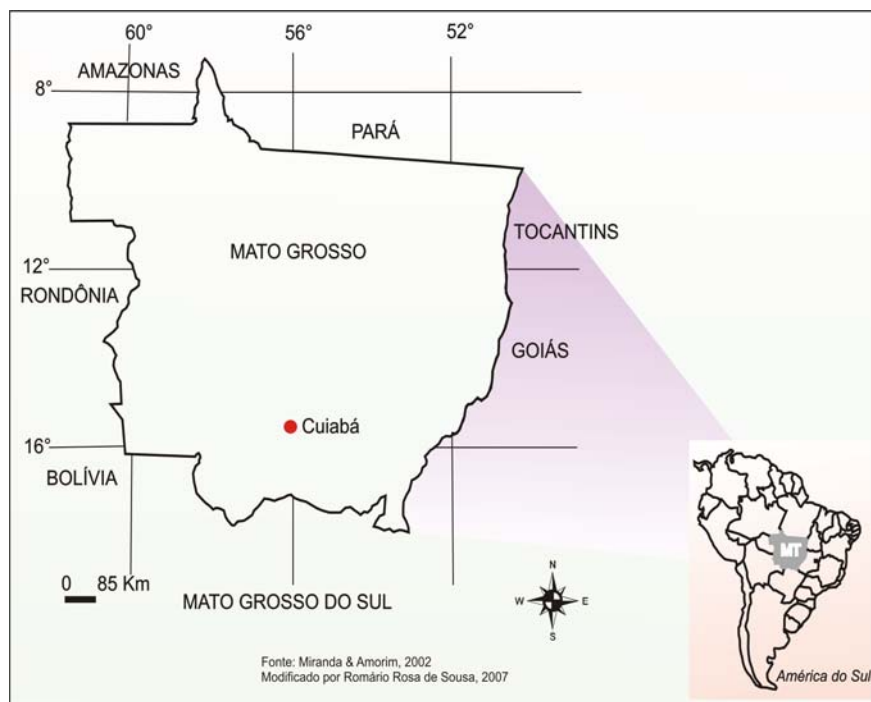 60° 56° 52°
AMAZONAS
8°
PARÁ
TOCANTINS
MATO GROSSO
12°
RONDÔNIA
GOIÁS
Cuiabá
16°
BOLÍVIA
MT
0 85 Km
N
W E
S
MATO GROSSO DO SUL
Fonte: Miranda & Amorim, 2002
Modificado por Romário Rosa de Sousa, 2007
América do Sul